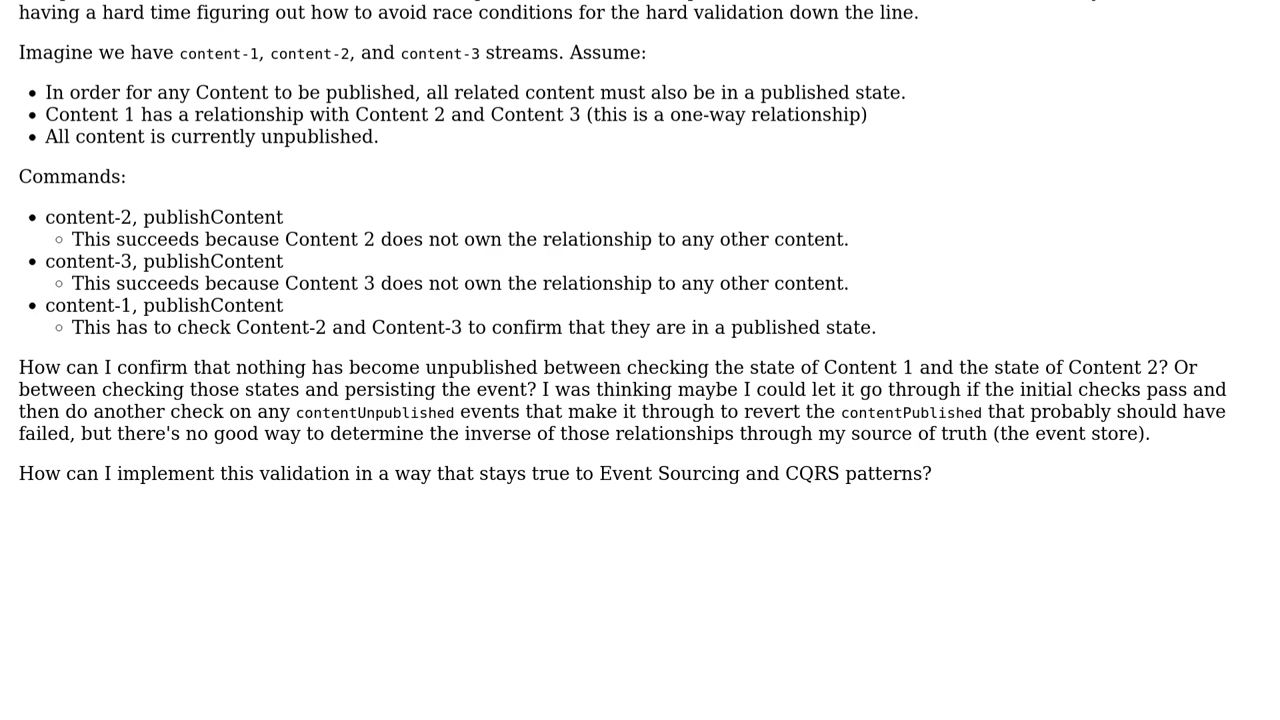 having a hard time figuring out how to avoid race conditions for the hard validation down the line.
Imagine we have content-1, content-2, and content-3 streams. Assume:
• In order for any Content to be published, all related content must also be in a published state.
• Content 1 has a relationship with Content 2 and Content 3 (this is a one-way relationship)
• All content is currently unpublished.
Commands:
• content-2, publishContent
◦ This succeeds because Content 2 does not own the relationship to any other content.
• content-3, publishContent
◦ This succeeds because Content 3 does not own the relationship to any other content.
• content-1, publishContent
◦ This has to check Content-2 and Content-3 to confirm that they are in a published state.
How can I confirm that nothing has become unpublished between checking the state of Content 1 and the state of Content 2? Or
between checking those states and persisting the event? I was thinking maybe I could let it go through if the initial checks pass and
then do another check on any contentUnpublished events that make it through to revert the contentPublished that probably should have
failed, but there's no good way to determine the inverse of those relationships through my source of truth (the event store).
How can I implement this validation in a way that stays true to Event Sourcing and CQRS patterns?